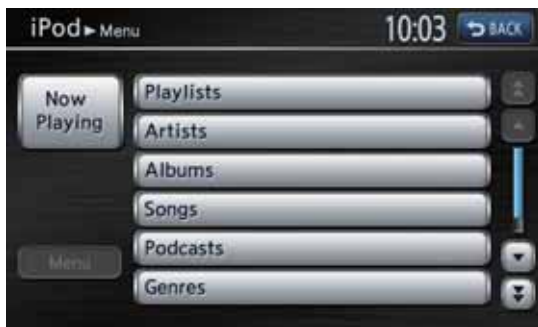 iPod ▸ Menu 10:03 BACK
Now
Playing
Playlists
Artists
Albums
Songs
Podcasts
Genres
Menu